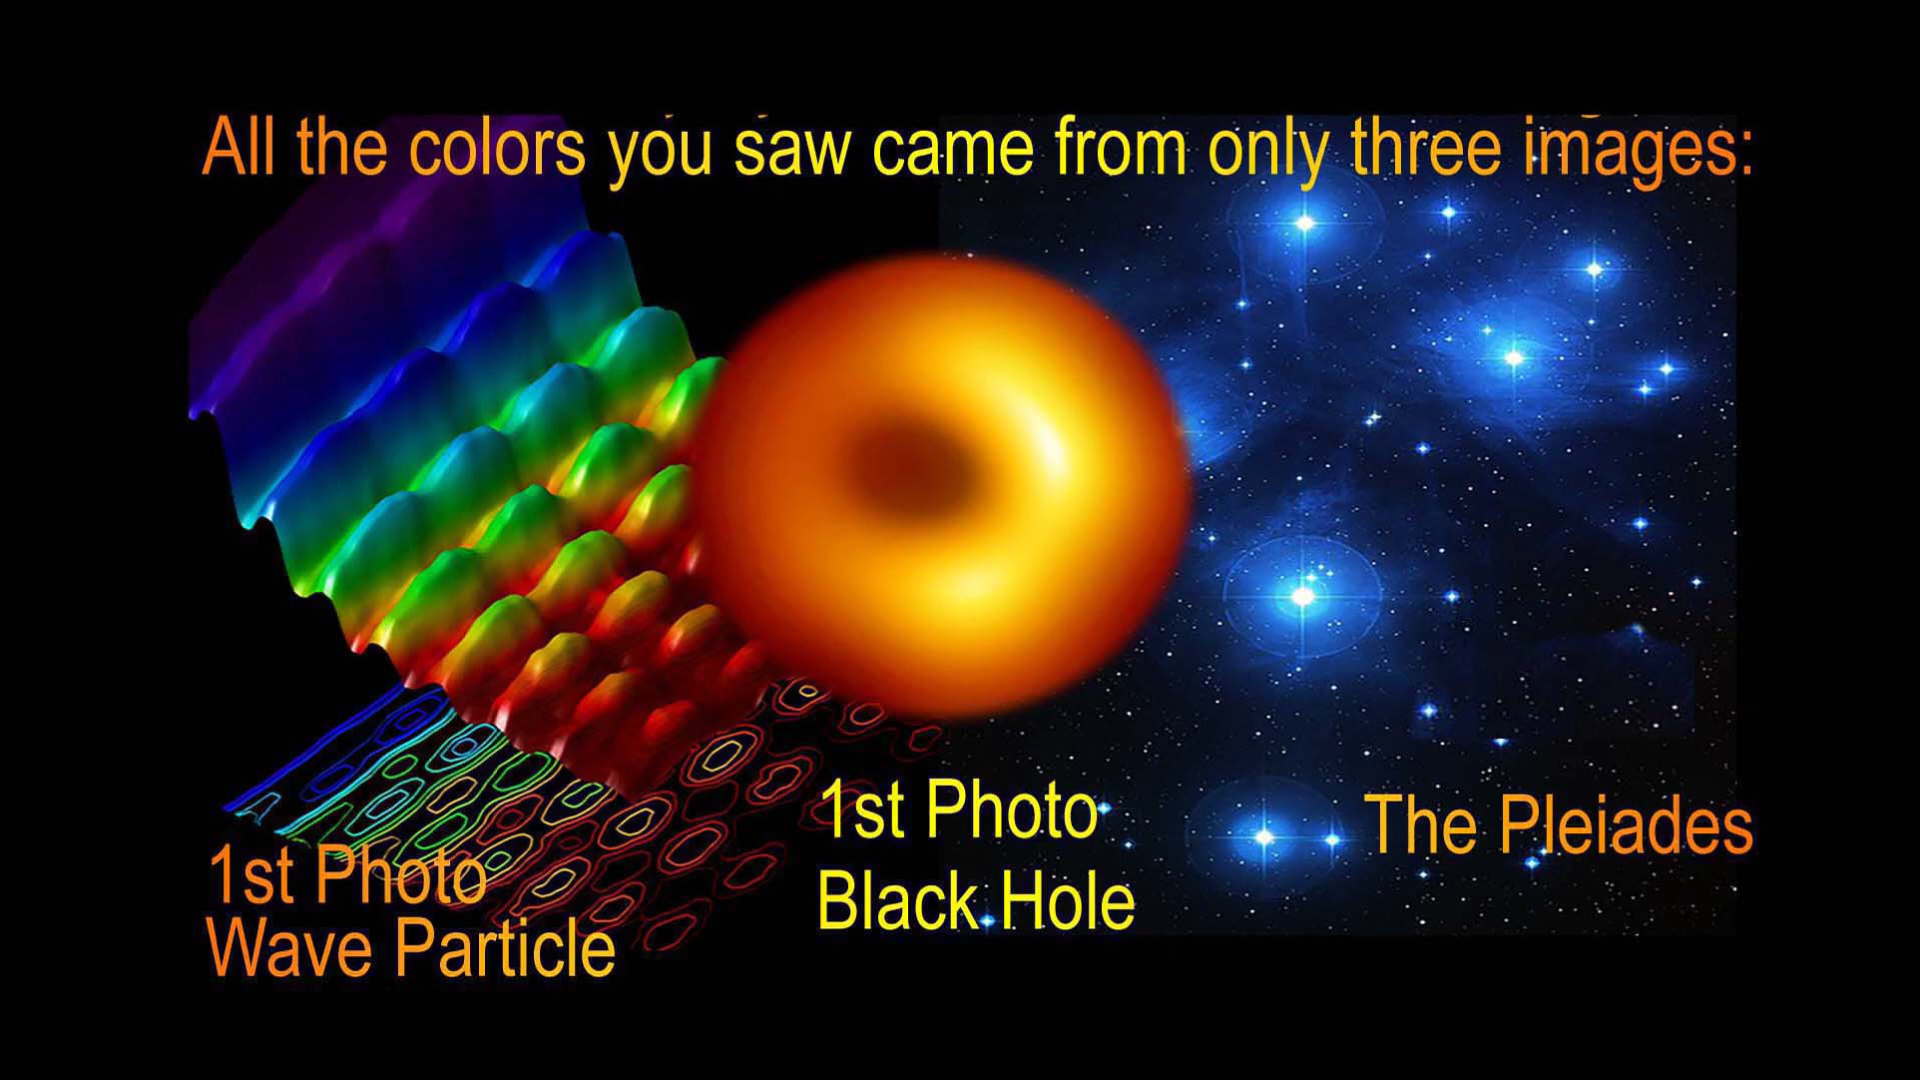 All the colors you saw came from only three images:
1st Photo
Wave Particle
1st Photo
Black Hole
The Pleiades